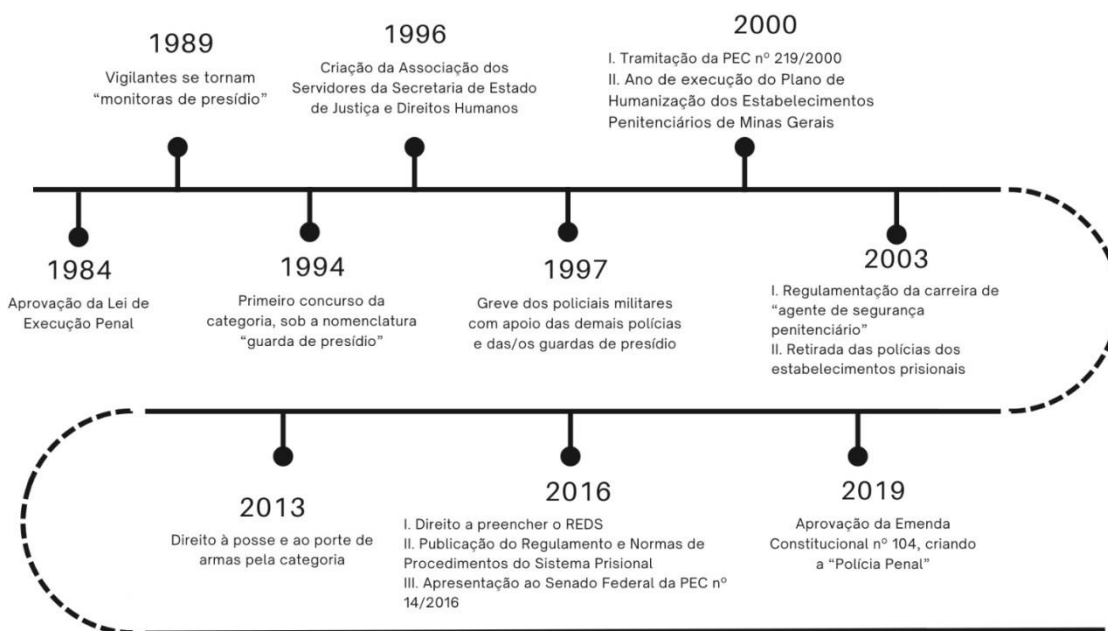 1989
Vigilantes se tornam
“monitoras de presídio”
1996
Criação da Associação dos
Servidores da Secretaria de Estado
de Justiça e Direitos Humanos
2000
I. Tramitação da PEC nº 219/2000
II. Ano de execução do Plano de
Humanização dos Estabelecimentos
Penitenciários de Minas Gerais
1984
Aprovação da Lei de
Execução Penal
1994
Primeiro concurso da
categoria, sob a nomenclatura
“guarda de presídio”
1997
Greve dos policiais militares
com apoio das demais polícias
e das/os guardas de presídio
2003
I. Regulamentação da carreira de
“agente de segurança
penitenciário”
II. Retirada das polícias dos
estabelecimentos prisionais
2013
Direito à posse e ao porte de
armas pela categoria
2016
I. Direito a preencher o REDS
II. Publicação do Regulamento e Normas de
Procedimentos do Sistema Prisional
III. Apresentação ao Senado Federal da PEC nº
14/2016
2019
Aprovação da Emenda
Constitucional nº 104, criando
a “Polícia Penal”